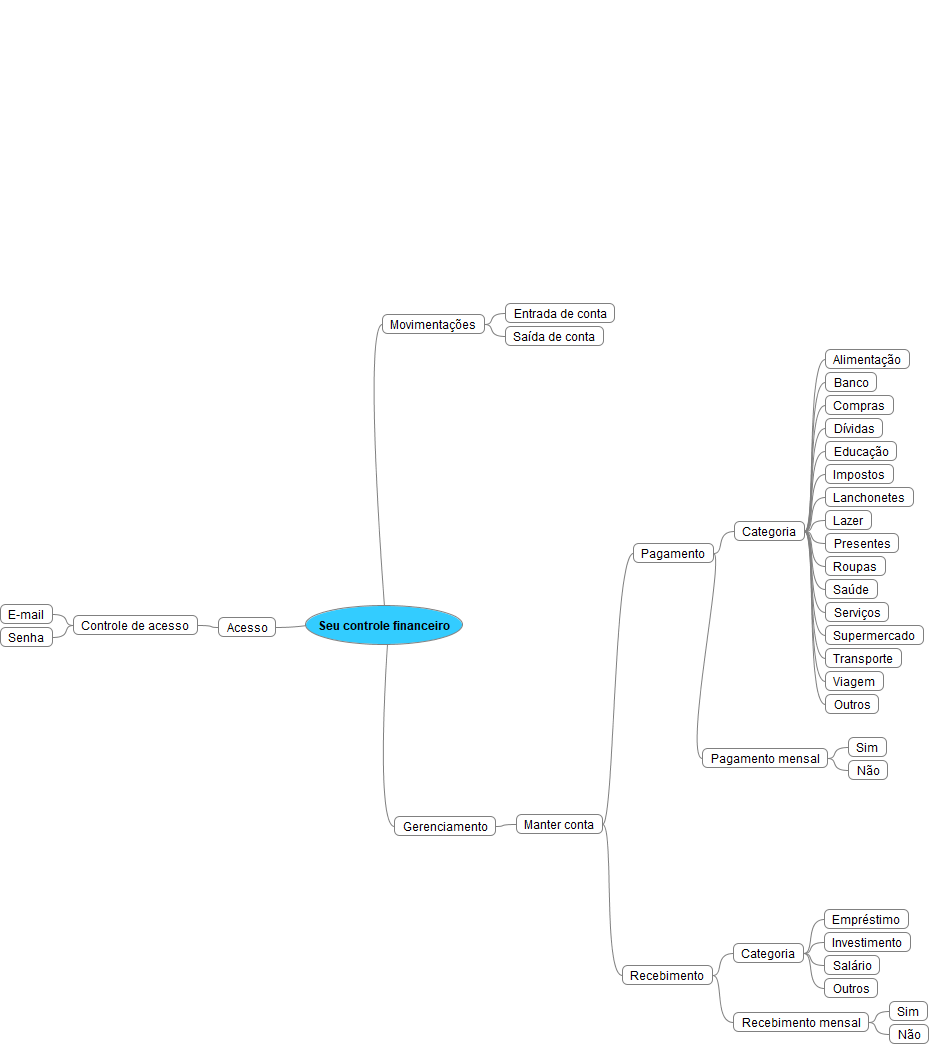 Seu controle financeiro
Movimentações
Entrada de conta
Saída de conta
Acesso
Controle de acesso
E-mail
Senha
Gerenciamento
Manter conta
Pagamento
Categoria
Alimentação
Banco
Compras
Dívidas
Educação
Impostos
Lanchonetes
Lazer
Presentes
Roupas
Saúde
Serviços
Supermercado
Transporte
Viagem
Outros
Pagamento mensal
Sim
Não
Recebimento
Categoria
Empréstimo
Investimento
Salário
Outros
Recebimento mensal
Sim
Não